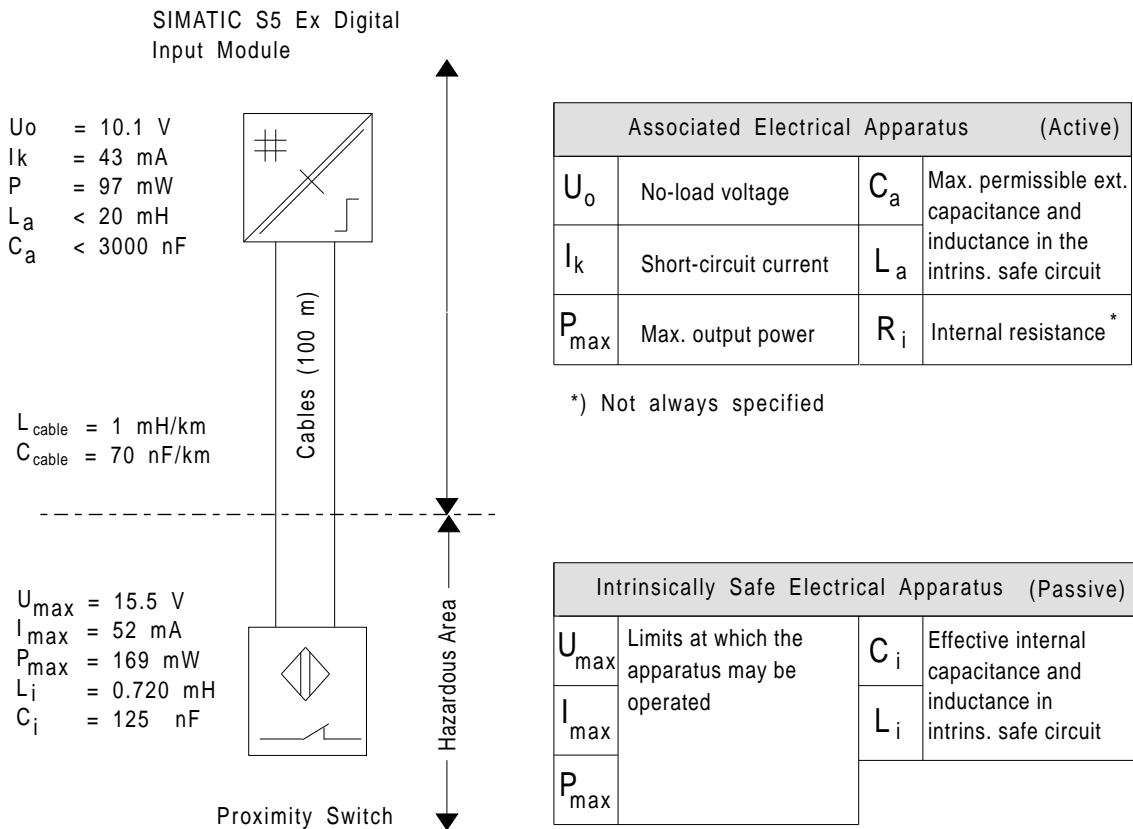 SIMATIC S5 Ex Digital
Input Module
Uo = 10.1 V
Ik = 43 mA
P = 97 mW
La < 20 mH
Ca < 3000 nF
Cables (100 m)
Lcable = 1 mH/km
Ccable = 70 nF/km
Umax = 15.5 V
Imax = 52 mA
Pmax = 169 mW
Li = 0.720 mH
Ci = 125 nF
Hazardous Area
Proximity Switch
Associated Electrical Apparatus (Active)
Uo No-load voltage Ca Max. permissible ext.
capacitance and
inductance in the
intrins. safe circuit
Ik Short-circuit current La
Pmax Max. output power Ri Internal resistance *
*) Not always specified
Intrinsically Safe Electrical Apparatus (Passive)
Umax Limits at which the
apparatus may be
operated
Ci Effective internal
capacitance and
inductance in
intrins. safe circuit
Imax Li
Pmax